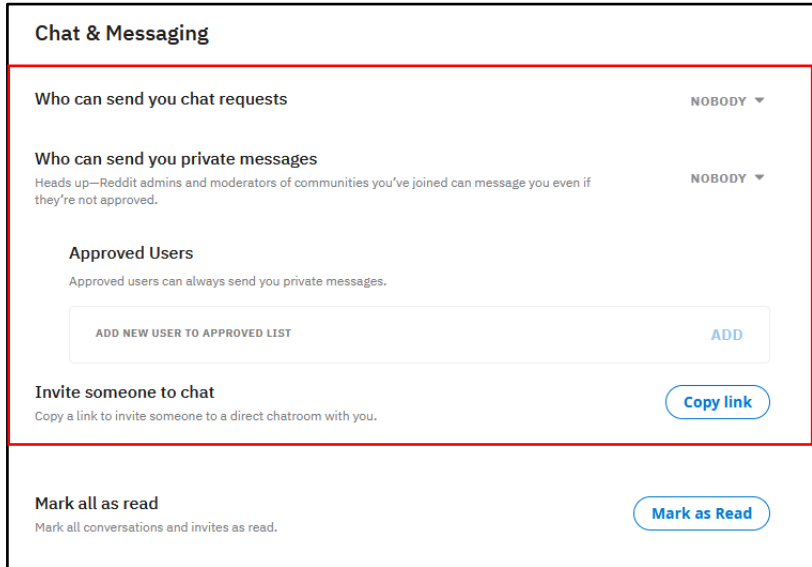 Chat & Messaging
Who can send you chat requests
NOBODY
Who can send you private messages
Heads up—Reddit admins and moderators of communities you've joined can message you even if
they're not approved.
NOBODY
Approved Users
Approved users can always send you private messages.
ADD NEW USER TO APPROVED LIST
ADD
Invite someone to chat
Copy a link to invite someone to a direct chatroom with you.
Copy link
Mark all as read
Mark all conversations and invites as read.
Mark as Read